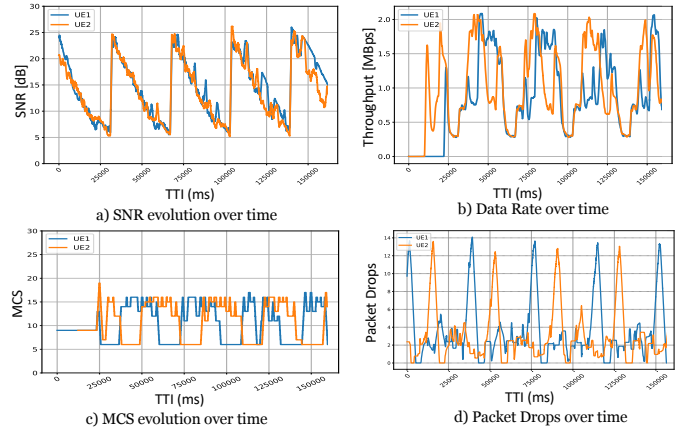 30
25
20
15
10
5
0
SNR [dB]
UE1
UE2
0
25000
50000
75000
100000
125000
150000
TTI (ms)
a) SNR evolution over time
2.0
1.5
1.0
0.5
0.0
Throughput [MBps]
UE1
UE2
0
25000
50000
75000
100000
125000
150000
TTI (ms)
b) Data Rate over time
30
25
20
15
10
5
0
MCS
UE1
UE2
0
25000
50000
75000
100000
125000
150000
TTI (ms)
c) MCS evolution over time
14
12
10
8
6
4
2
0
Packet Drops
UE1
UE2
0
25000
50000
75000
100000
125000
150000
TTI (ms)
d) Packet Drops over time